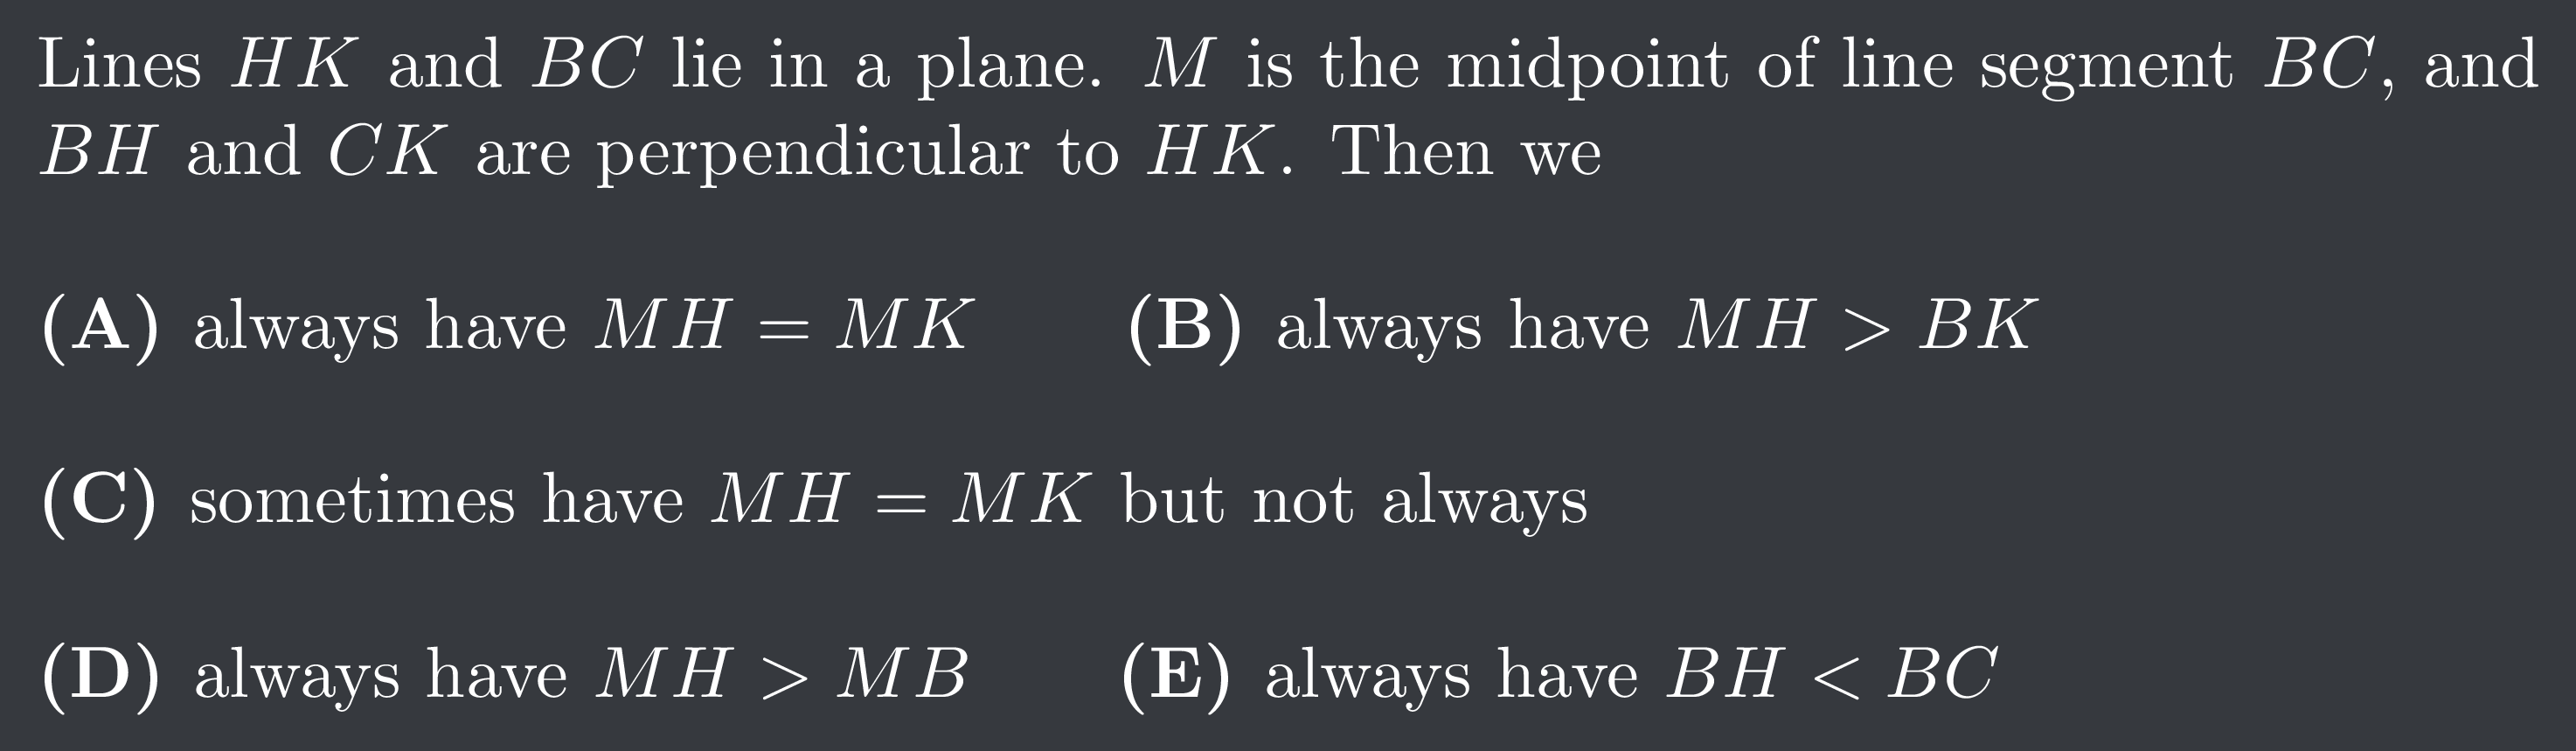 Lines HK and BC lie in a plane. M is the midpoint of line segment BC, and
BH and CK are perpendicular to HK. Then we
(A) always have MH = MK (B) always have MH > BK
(C) sometimes have MH = MK but not always
(D) always have MH > MB (E) always have BH < BC